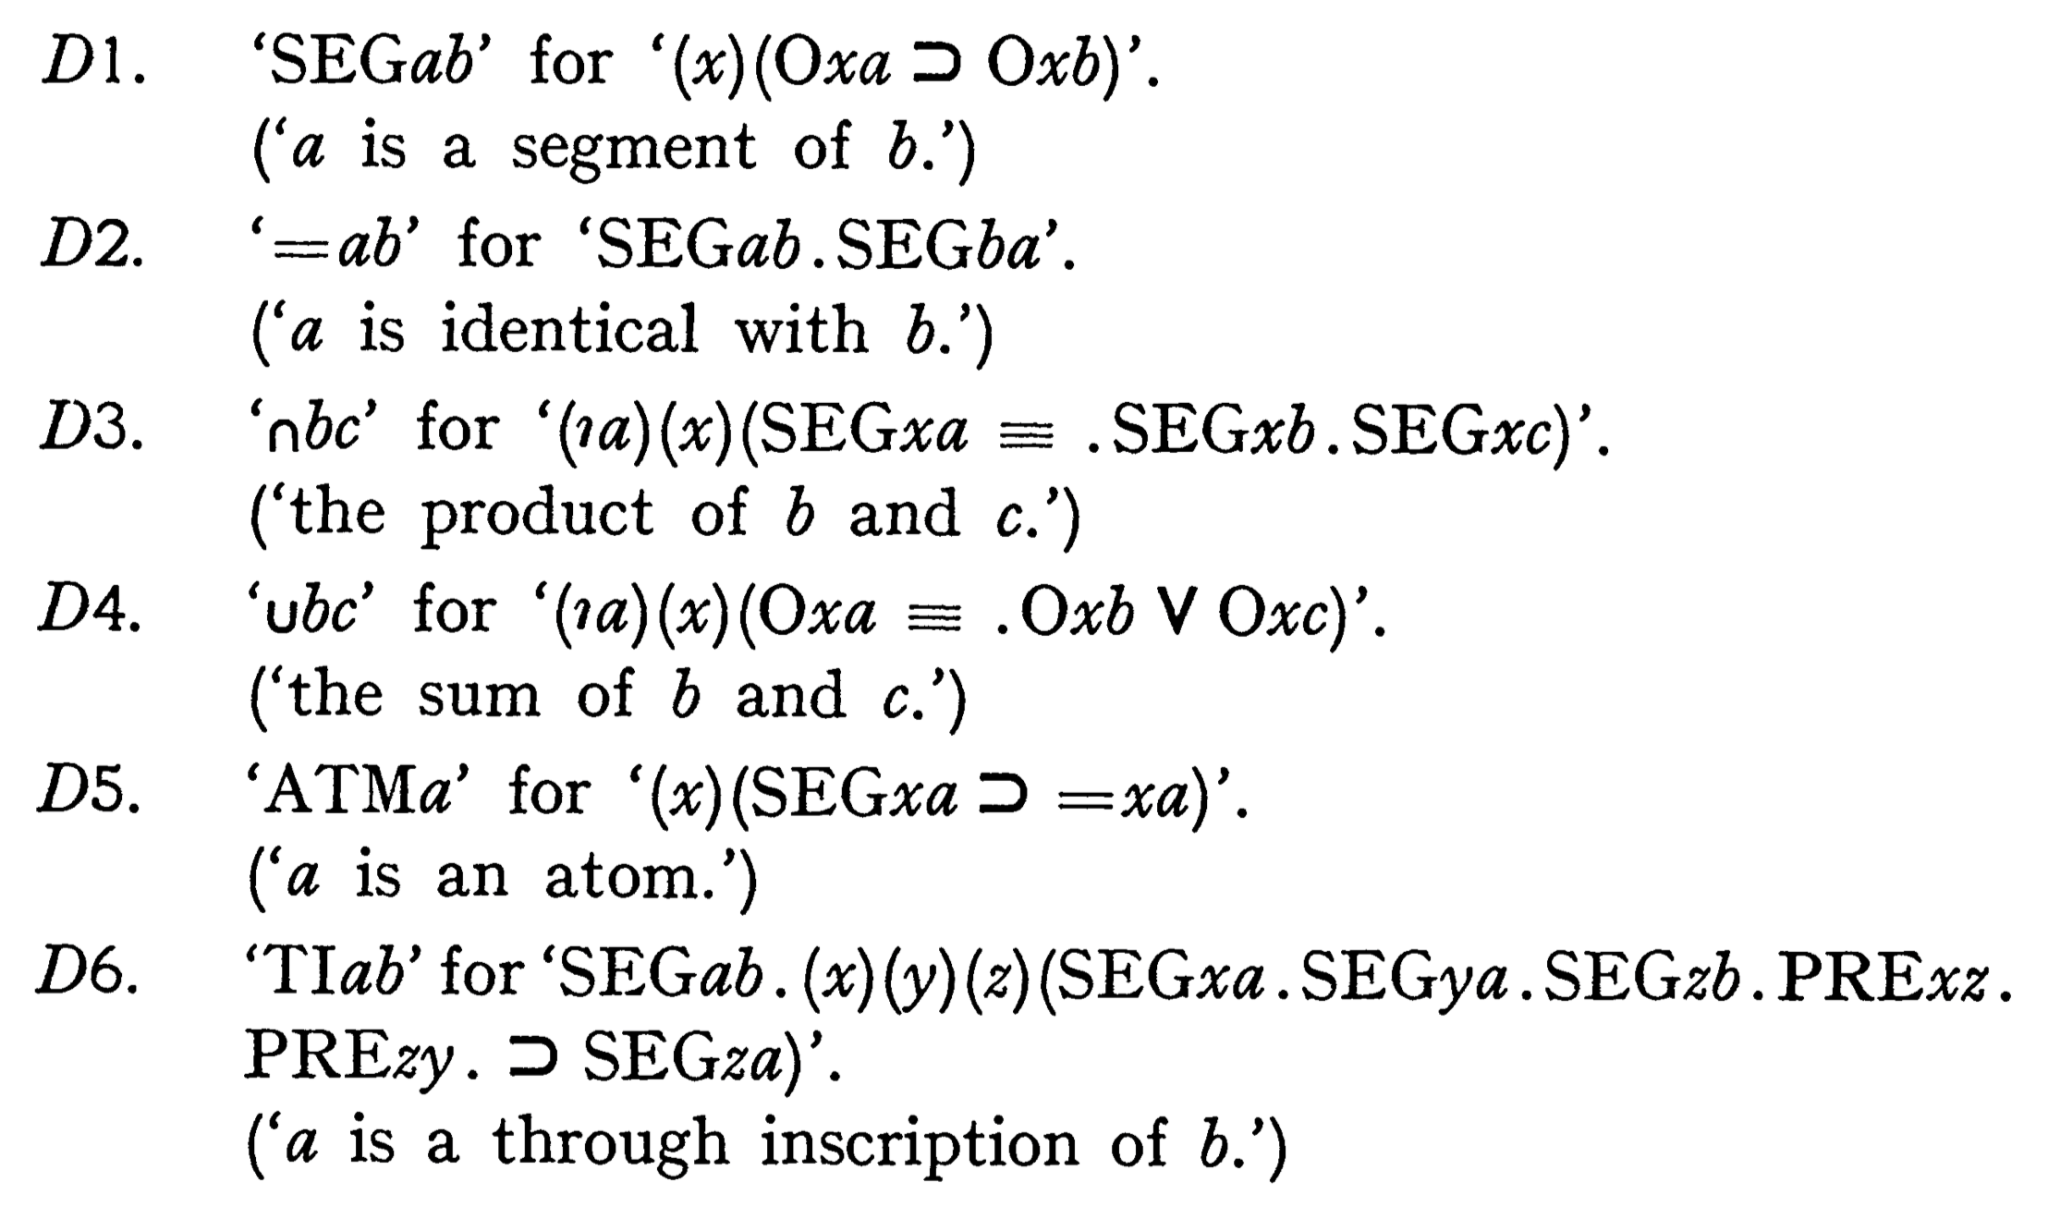 D1. ‘SEGab’ for ‘(x)(Oxa ⊃ Oxb)’.
(‘a is a segment of b.’)
D2. ‘=ab’ for ‘SEGab.SEGba’.
(‘a is identical with b.’)
D3. ‘∩bc’ for ‘(℩a)(x)(SEGxa ≡ .SEGxb.SEGxc)’.
(‘the product of b and c.’)
D4. ‘∪bc’ for ‘(℩a)(x)(Oxa ≡ .Oxb ∨ Oxc)’.
(‘the sum of b and c.’)
D5. ‘ATMa’ for ‘(x)(SEGxa ⊃ =xa)’.
(‘a is an atom.’)
D6. ‘TIab’ for ‘SEGab.(x)(y)(z)(SEGxa.SEGya.SEGzb.PRExz.
PREzy. ⊃ SEGza)’.
(‘a is a through inscription of b.’)